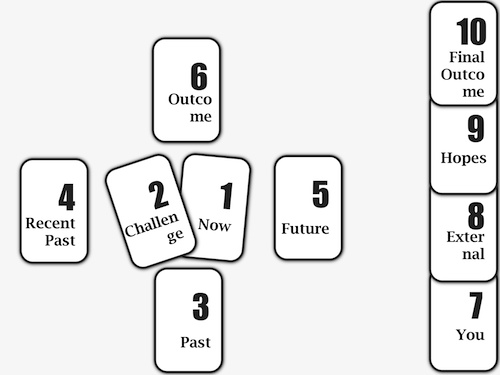 6
Outco
me
4
Recent
Past
2
Challen
ge
1
Now
5
Future
3
Past
10
Final
Outco
me
9
Hopes
8
Exter
nal
7
You